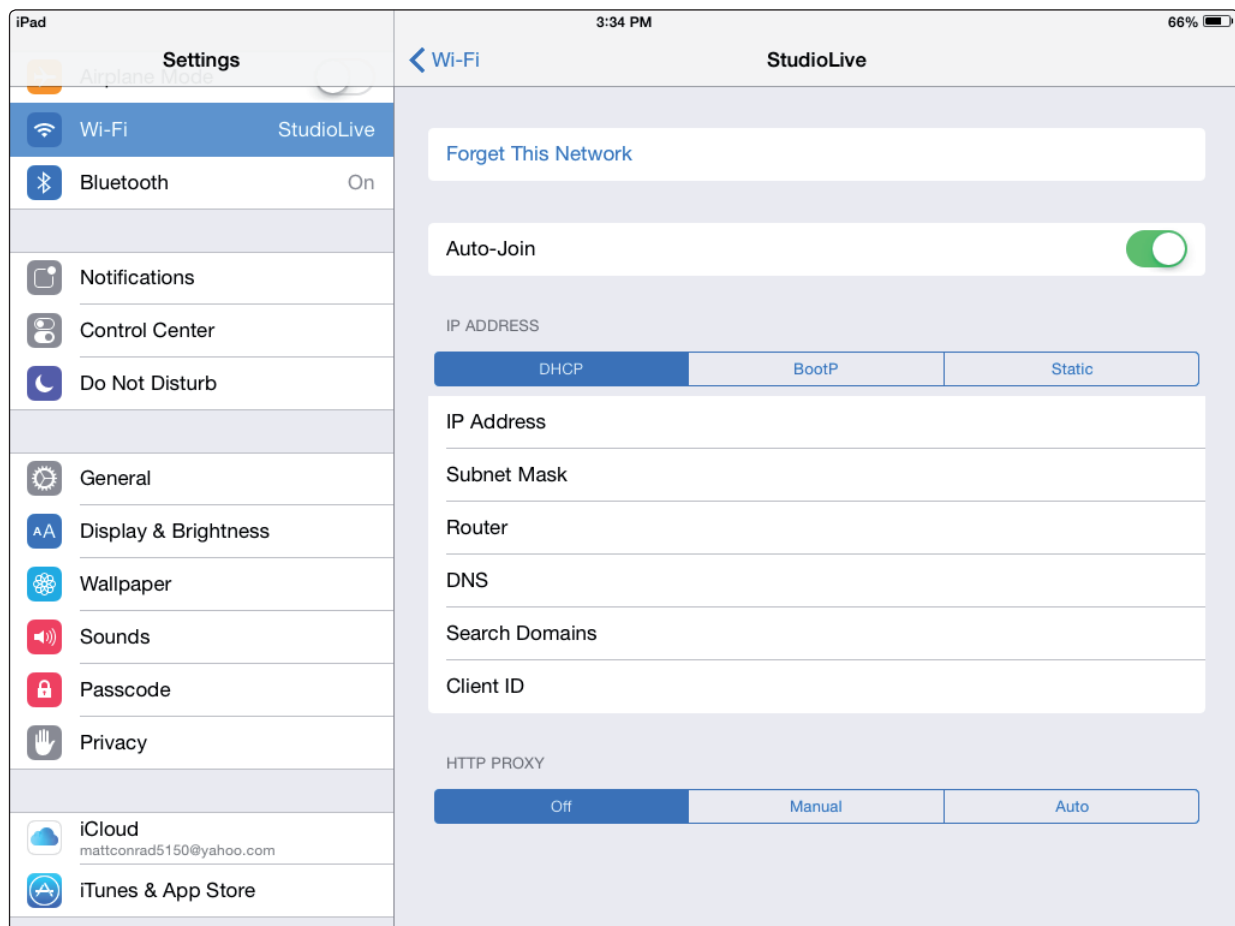 iPad
3:34 PM
66%
Settings
Airplane Mode
Wi-Fi
StudioLive
Bluetooth
On
Notifications
Control Center
Do Not Disturb
General
AA
Display & Brightness
Wallpaper
Sounds
Passcode
Privacy
iCloud
mattconrad5150@yahoo.com
iTunes & App Store
Wi-Fi
StudioLive
Forget This Network
Auto-Join
IP ADDRESS
DHCP
BootP
Static
IP Address
Subnet Mask
Router
DNS
Search Domains
Client ID
HTTP PROXY
Off
Manual
Auto